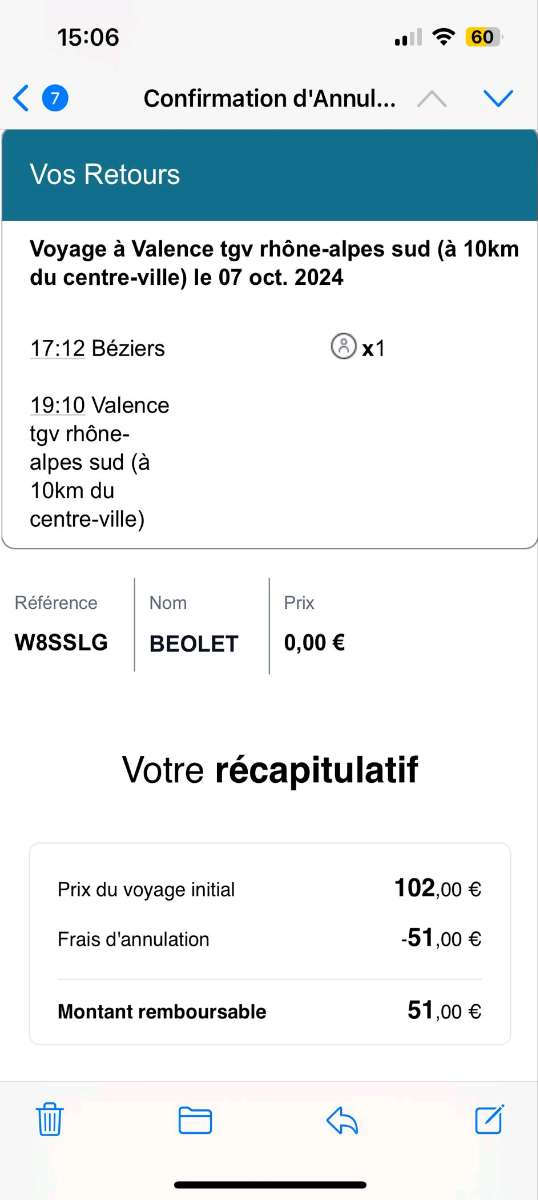 15:06
60
7
Confirmation d'Annul...
Vos Retours
Voyage à Valence tgv rhône-alpes sud (à 10km
du centre-ville) le 07 oct. 2024
17:12 Béziers
x1
19:10 Valence
tgv rhône-
alpes sud (à
10km du
centre-ville)
Référence
Nom
Prix
W8SSLG
BEOLET
0,00 €
Votre récapitulatif
Prix du voyage initial
102,00 €
Frais d'annulation
-51,00 €
Montant remboursable
51,00 €